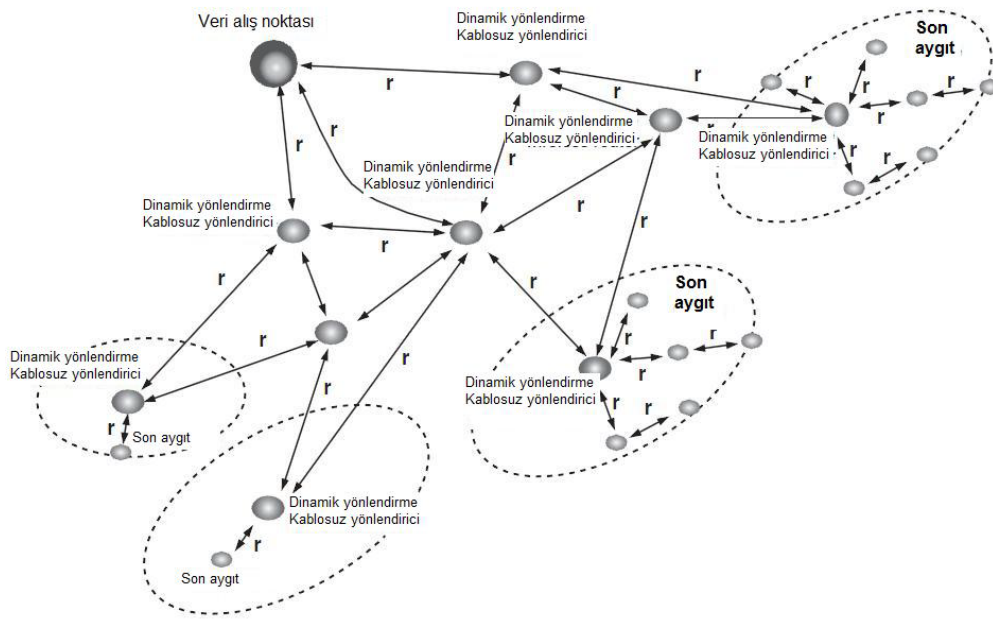 Veri alış noktası
Dinamik yönlendirme
Kablosuz yönlendirici
Son
aygıt
r
r
r
r
r
r
r
r
r
r
Dinamik yönlendirme
Kablosuz yönlendirici
r
Dinamik yönlendirme
Kablosuz yönlendirici
r
r
Dinamik yönlendirme
Kablosuz yönlendirici
Dinamik yönlendirme
Kablosuz yönlendirici
r
r
r
r
r
Son
aygıt
r
r
r
r
r
r
r
r
Dinamik yönlendirme
Kablosuz yönlendirici
Dinamik yönlendirme
Kablosuz yönlendirici
r
Son aygıt
Dinamik yönlendirme
Kablosuz yönlendirici
r
Son aygıt